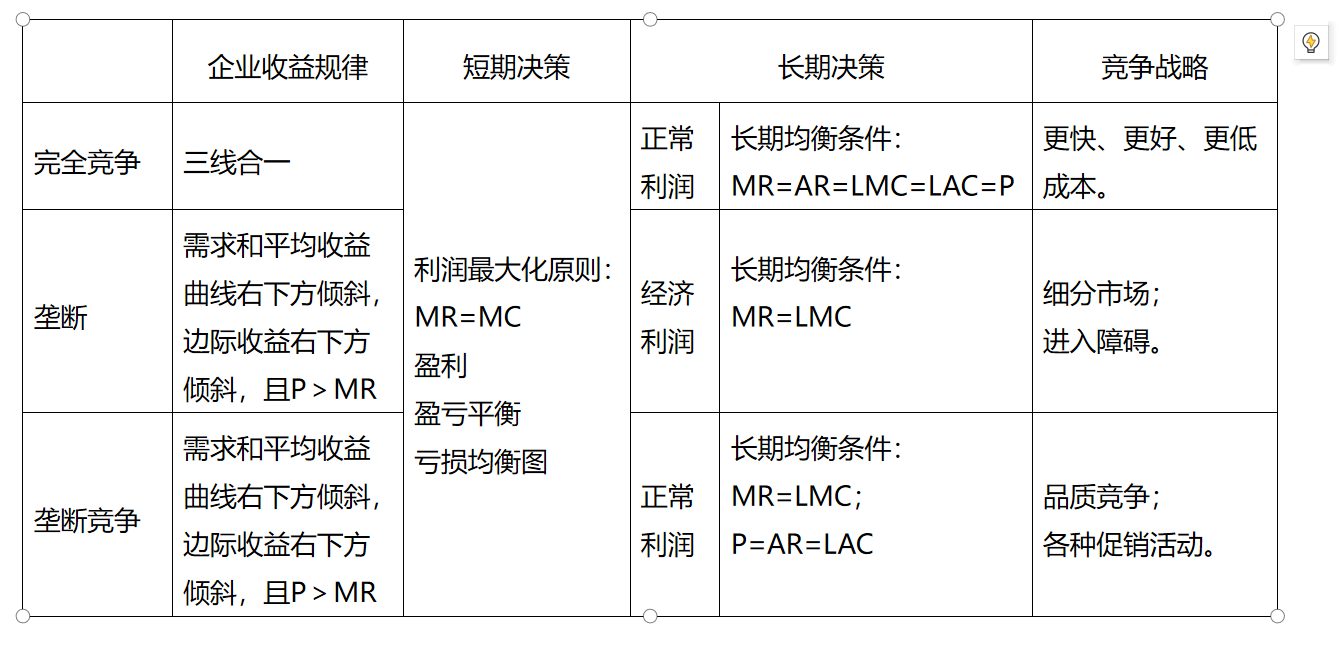 企业收益规律
短期决策
长期决策
竞争战略
完全竞争
三线合一
利润最大化原则：
MR=MC
盈利
盈亏平衡
亏损均衡图
正常
利润
长期均衡条件：
MR=AR=LMC=LAC=P
更快、更好、更低
成本。
垄断
需求和平均收益
曲线右下方倾斜，
边际收益右下方
倾斜，且P＞MR
经济
利润
长期均衡条件：
MR=LMC
细分市场；
进入障碍。
垄断竞争
需求和平均收益
曲线右下方倾斜，
边际收益右下方
倾斜，且P＞MR
正常
利润
长期均衡条件：
MR=LMC；
P=AR=LAC
品质竞争；
各种促销活动。